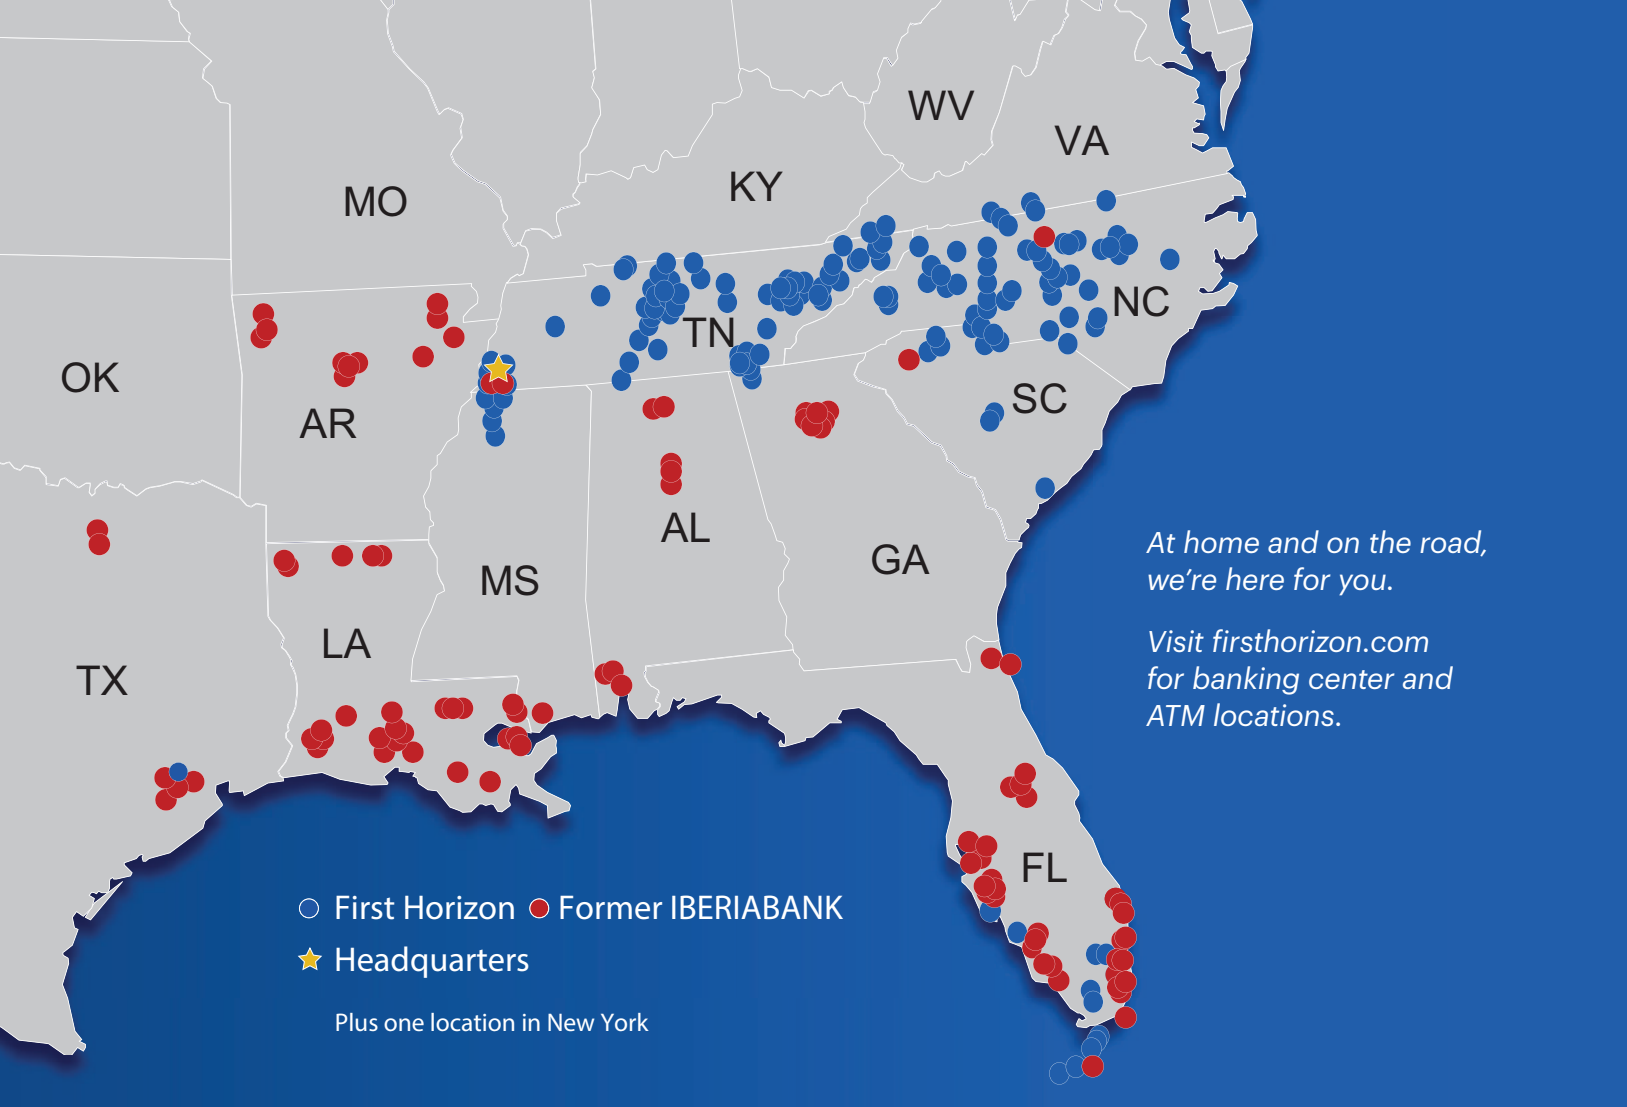 WV
VA
KY
MO
NC
TN
OK
SC
AR
AL
GA
MS
LA
TX
At home and on the road,
we're here for you.
Visit firsthorizon.com
for banking center and
ATM locations.
FL
First Horizon Former IBERIABANK
Headquarters
Plus one location in New York